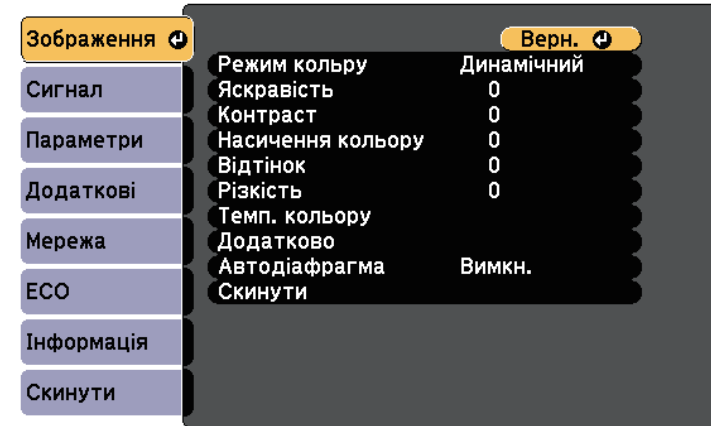 Зображення
Сигнал
Параметри
Додаткові
Мережа
ECO
Інформація
Скинути
Верн.
Режим кольру Динамічний
Яскравість 0
Контраст 0
Насичення кольору 0
Відтінок 0
Різкість 0
Темп. кольору
Додатково
Автодіафрагма Вимкн.
Скинути